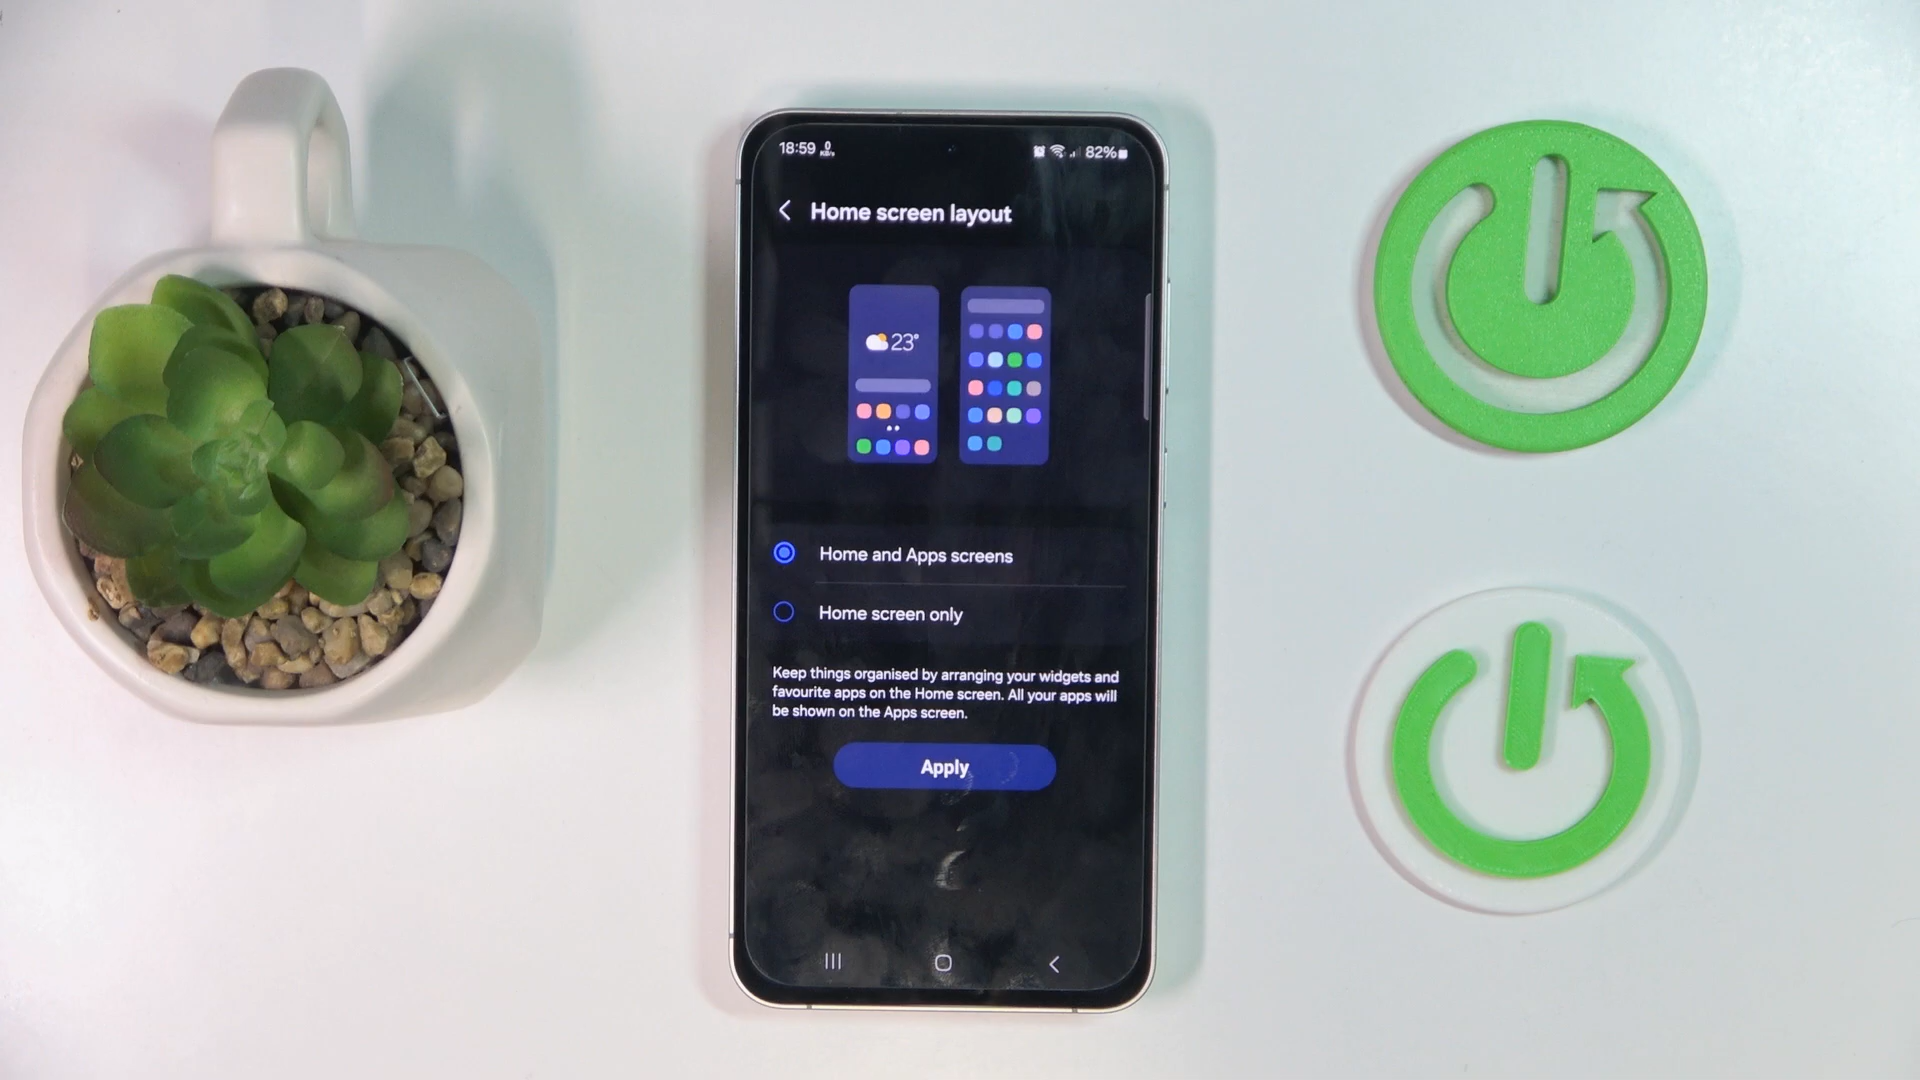 18:59 0 KB/s 82%
Home screen layout
23°
Home and Apps screens
Home screen only
Keep things organised by arranging your widgets and
favourite apps on the Home screen. All your apps will
be shown on the Apps screen.
Apply